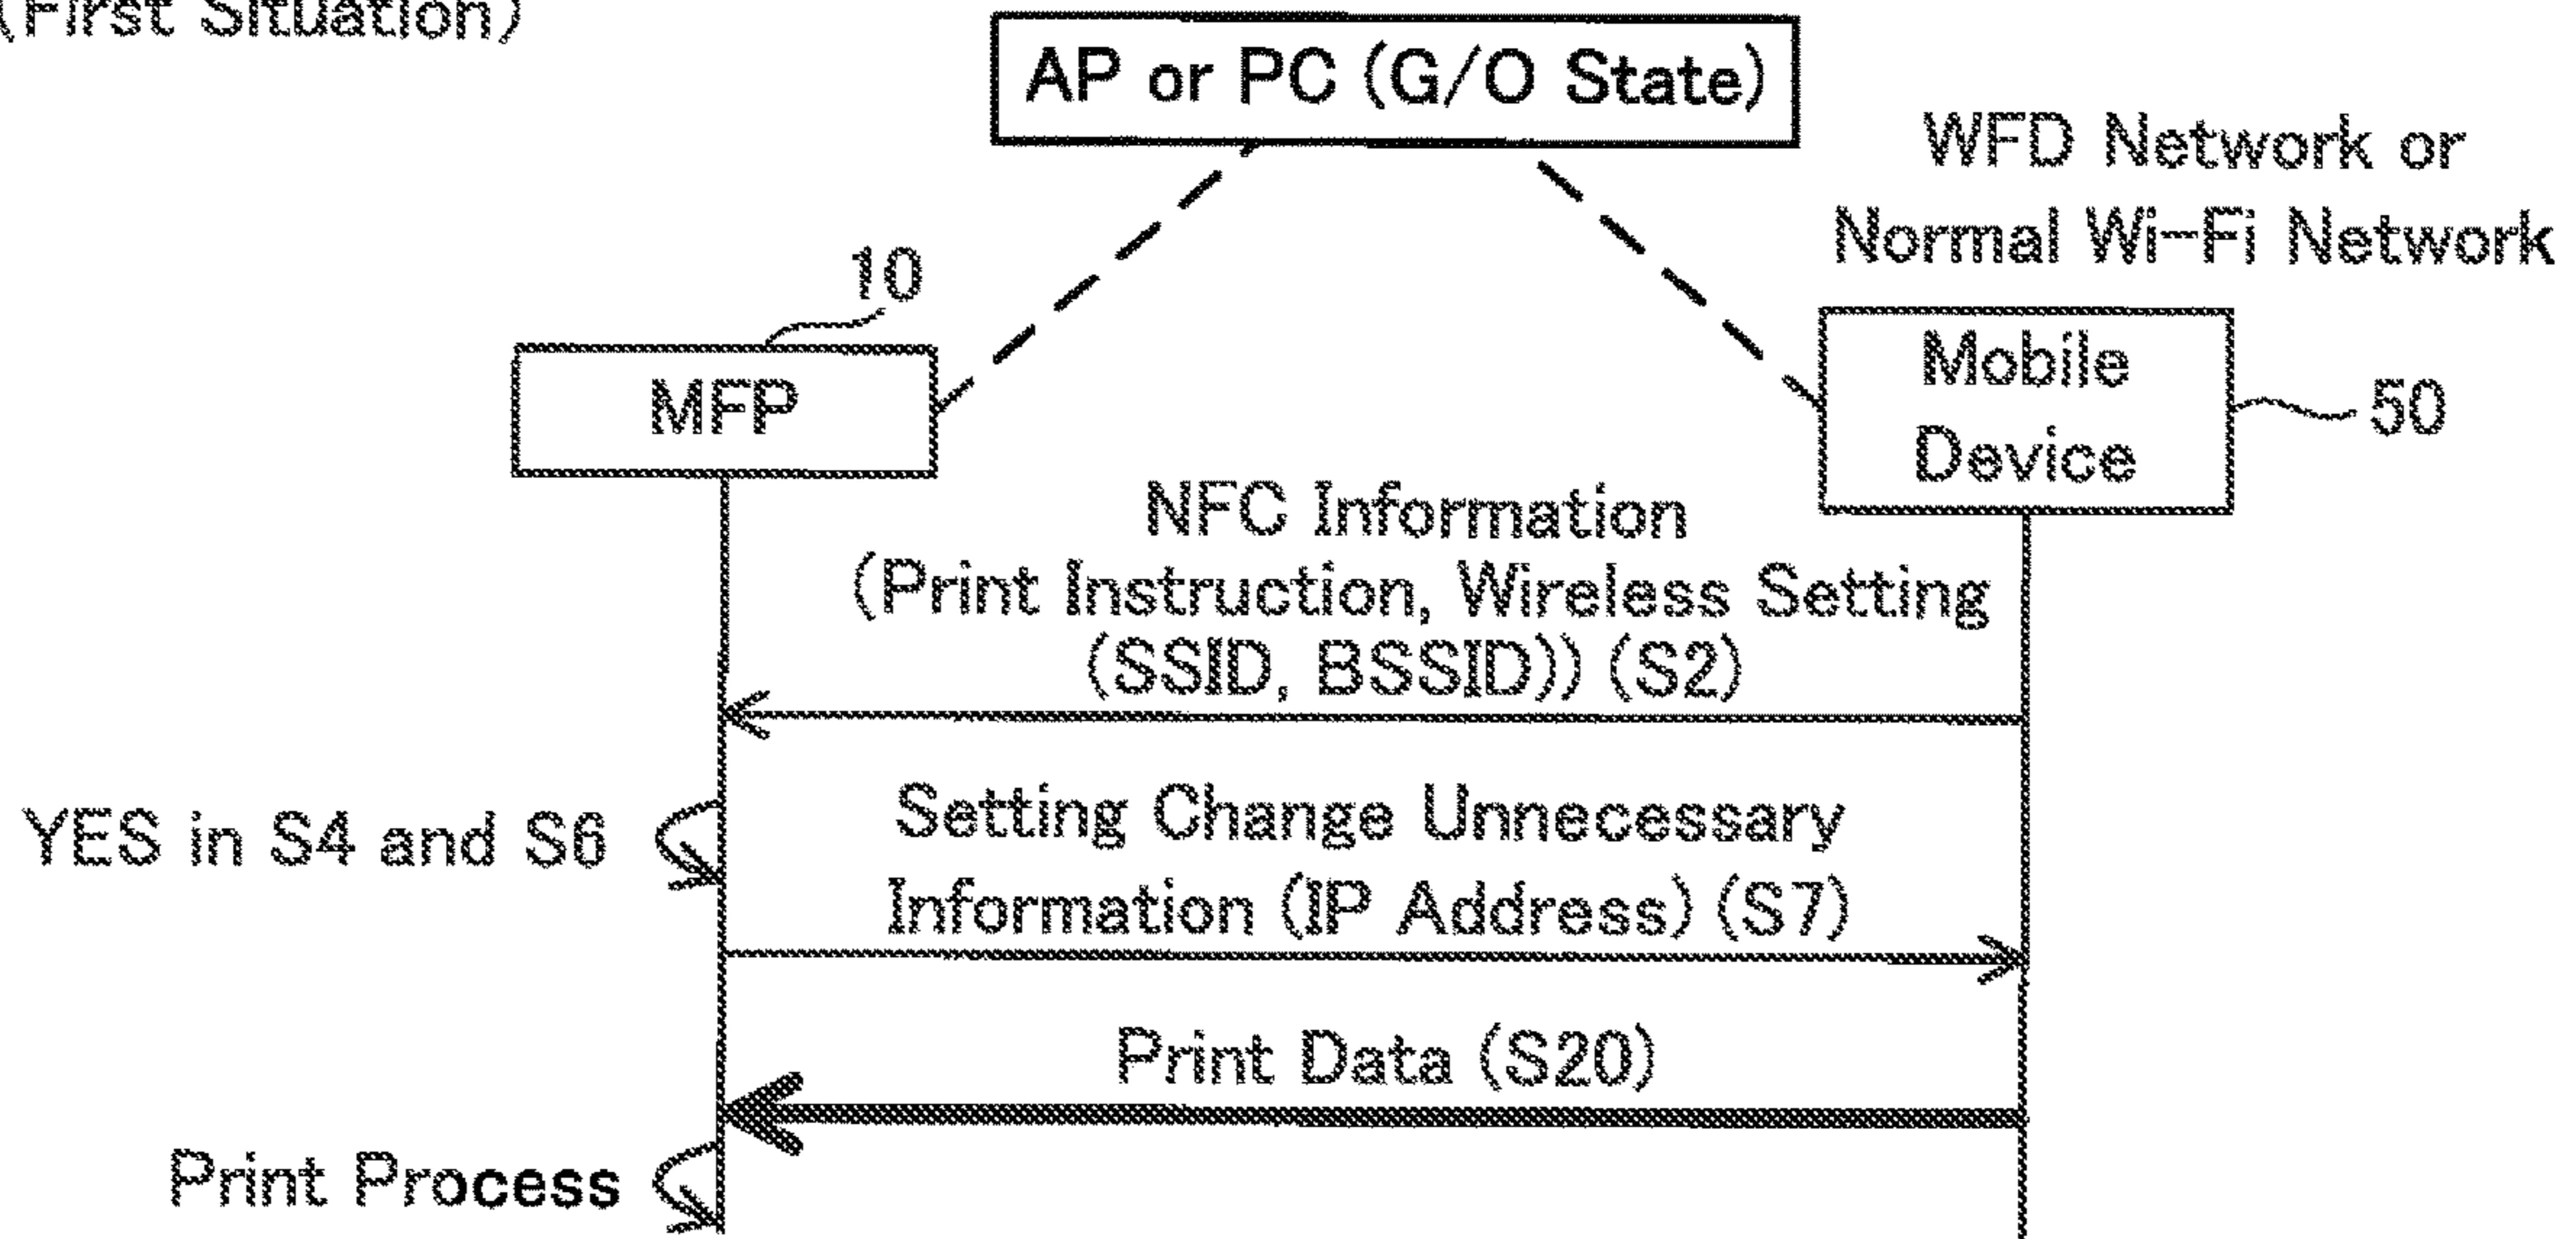 (First Situation)
AP or PC (G/O State)
WFD Network or
Normal Wi-Fi Network
10
MFP
Mobile
Device
50
NFC Information
(Print Instruction, Wireless Setting
(SSID, BSSID)) (S2)
YES in S4 and S6
Setting Change Unnecessary
Information (IP Address) (S7)
Print Data (S20)
Print Process